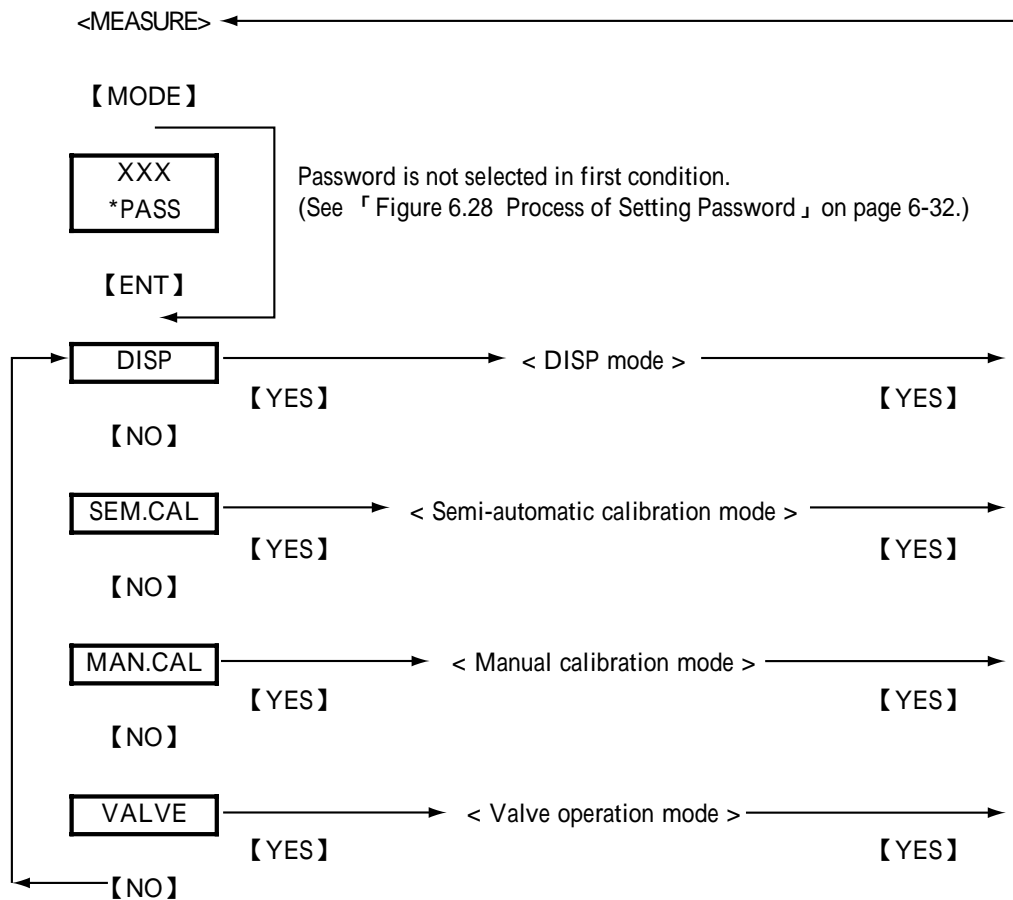 <MEASURE>
【MODE】
XXX
*PASS
Password is not selected in first condition.
(See 「Figure 6.28 Process of Setting Password」 on page 6-32.)
【ENT】
DISP
< DISP mode >
【YES】
【YES】
【NO】
SEM.CAL
< Semi-automatic calibration mode >
【YES】
【YES】
【NO】
MAN.CAL
< Manual calibration mode >
【YES】
【YES】
【NO】
VALVE
< Valve operation mode >
【YES】
【YES】
【NO】